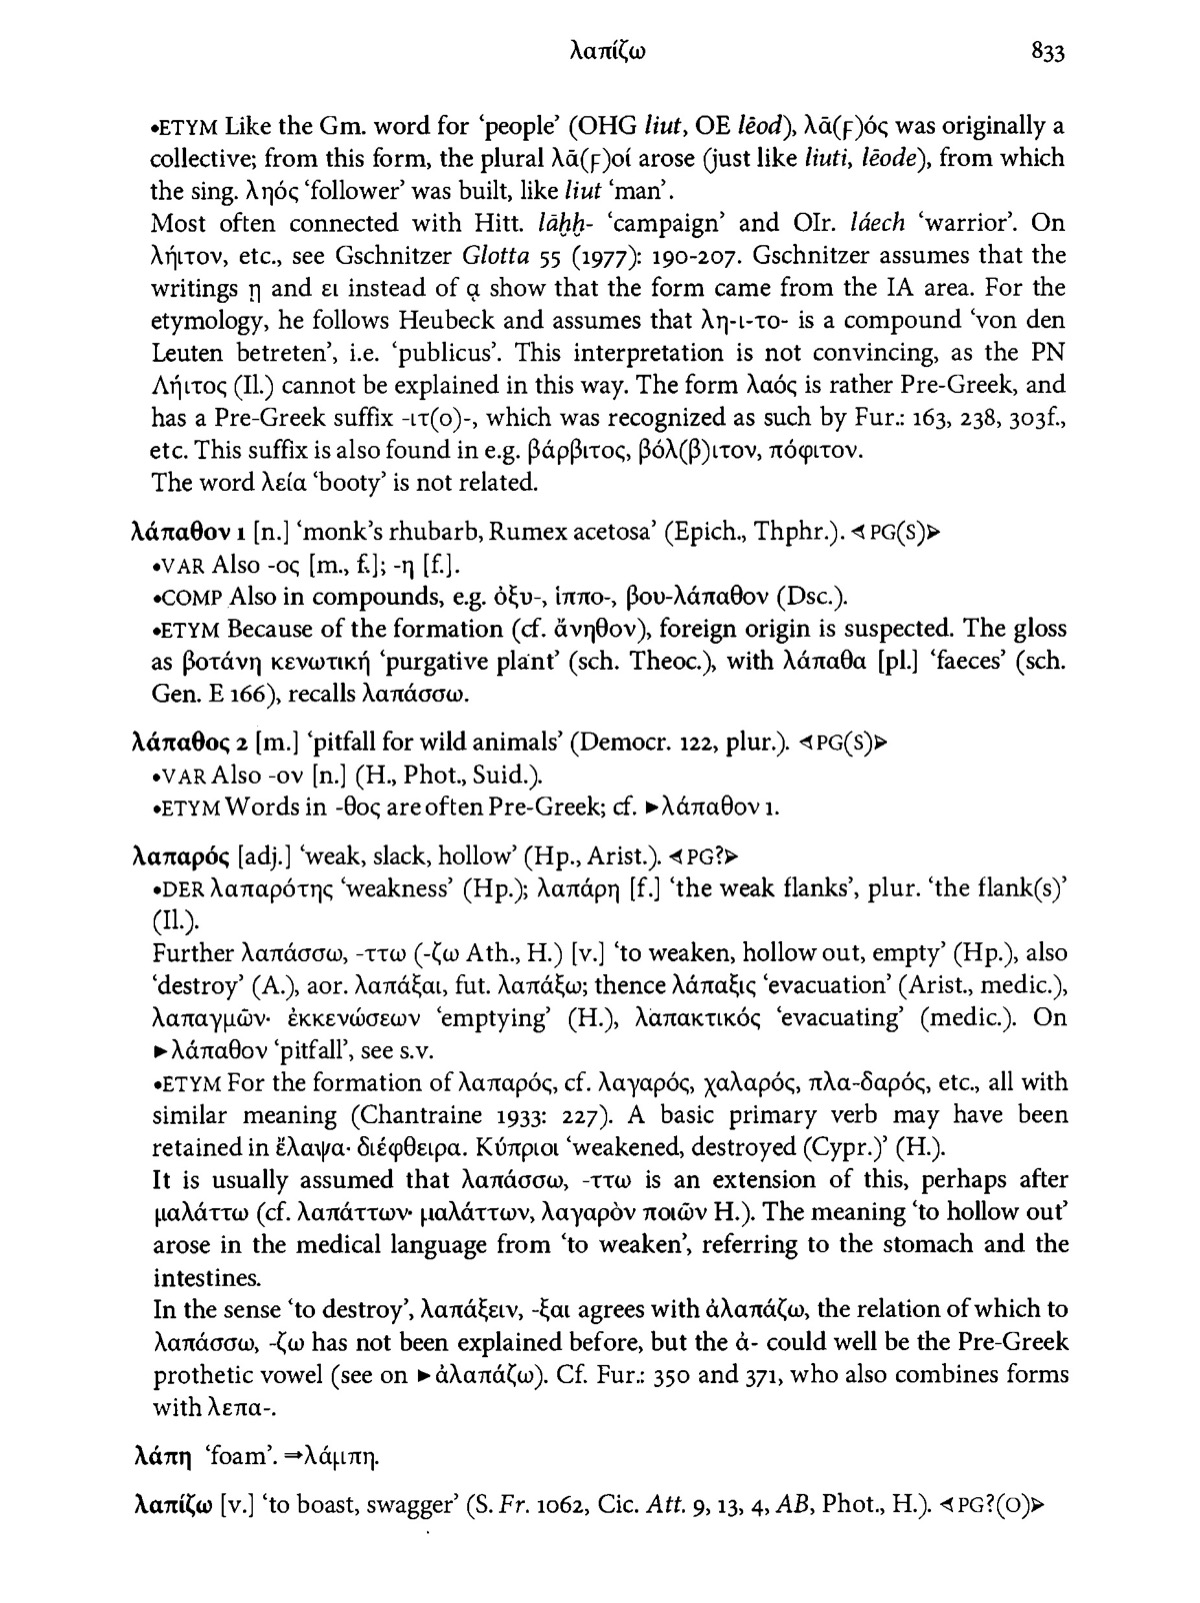 λαπίζω 833
•ETYM Like the Gm. word for ‘people’ (OHG liut, OE lēod), λᾱ(ϝ)ός was originally a
collective; from this form, the plural λᾱ(ϝ)οί arose (just like liuti, lēode), from which
the sing. ληός ‘follower’ was built, like liut ‘man’.
Most often connected with Hitt. lāḫḫ- ‘campaign’ and OIr. láech ‘warrior’. On
λήιτον, etc., see Gschnitzer Glotta 55 (1977): 190-207. Gschnitzer assumes that the
writings ῃ and ει instead of ᾳ show that the form came from the IA area. For the
etymology, he follows Heubeck and assumes that λη-ι-το- is a compound ‘von den
Leuten betreten’, i.e. ‘publicus’. This interpretation is not convincing, as the PN
Λήιτος (Il.) cannot be explained in this way. The form λαός is rather Pre-Greek, and
has a Pre-Greek suffix -ιτ(ο)-, which was recognized as such by Fur.: 163, 238, 303f.,
etc. This suffix is also found in e.g. βάρβιτος, βόλ(β)ιτον, πόφιτον.
The word λεία ‘booty’ is not related.
λάπαθον 1 [n.] ‘monk’s rhubarb, Rumex acetosa’ (Epich., Thphr.). ⊲PG(S)⊳
•VAR Also -ος [m., f.]; -η [f.].
•COMP Also in compounds, e.g. ὀξυ-, ἱππο-, βου-λάπαθον (Dsc.).
•ETYM Because of the formation (cf. ἄνηθον), foreign origin is suspected. The gloss
as βοτάνη κενωτική ‘purgative plant’ (sch. Theoc.), with λάπαθα [pl.] ‘faeces’ (sch.
Gen. E 166), recalls λαπάσσω.
λάπαθος 2 [m.] ‘pitfall for wild animals’ (Democr. 122, plur.). ⊲PG(S)⊳
•VAR Also -ον [n.] (H., Phot., Suid.).
•ETYM Words in -θος are often Pre-Greek; cf. ►λάπαθον 1.
λαπαρός [adj.] ‘weak, slack, hollow’ (Hp., Arist.). ⊲PG?⊳
•DER λαπαρότης ‘weakness’ (Hp.); λαπάρη [f.] ‘the weak flanks’, plur. ‘the flank(s)’
(Il.).
Further λαπάσσω, -ττω (-ζω Ath., H.) [v.] ‘to weaken, hollow out, empty’ (Hp.), also
‘destroy’ (A.), aor. λαπάξαι, fut. λαπάξω; thence λάπαξις ‘evacuation’ (Arist., medic.),
λαπαγμῶν· ἐκκενώσεων ‘emptying’ (H.), λαπακτικός ‘evacuating’ (medic.). On
►λάπαθον ‘pitfall’, see s.v.
•ETYM For the formation of λαπαρός, cf. λαγαρός, χαλαρός, πλα-δαρός, etc., all with
similar meaning (Chantraine 1933: 227). A basic primary verb may have been
retained in ἔλαψα· διέφθειρα. Κύπριοι ‘weakened, destroyed (Cypr.)’ (H.).
It is usually assumed that λαπάσσω, -ττω is an extension of this, perhaps after
μαλάττω (cf. λαπάττων· μαλάττων, λαγαρὸν ποιῶν H.). The meaning ‘to hollow out’
arose in the medical language from ‘to weaken’, referring to the stomach and the
intestines.
In the sense ‘to destroy’, λαπάξειν, -ξαι agrees with ἀλαπάζω, the relation of which to
λαπάσσω, -ζω has not been explained before, but the ἀ- could well be the Pre-Greek
prothetic vowel (see on ►ἀλαπάζω). Cf. Fur.: 350 and 371, who also combines forms
with λεπα-.
λάπη ‘foam’. ⇒λάμπη.
λαπίζω [v.] ‘to boast, swagger’ (S. Fr. 1062, Cic. Att. 9, 13, 4, AB, Phot., H.). ⊲PG?(O)⊳